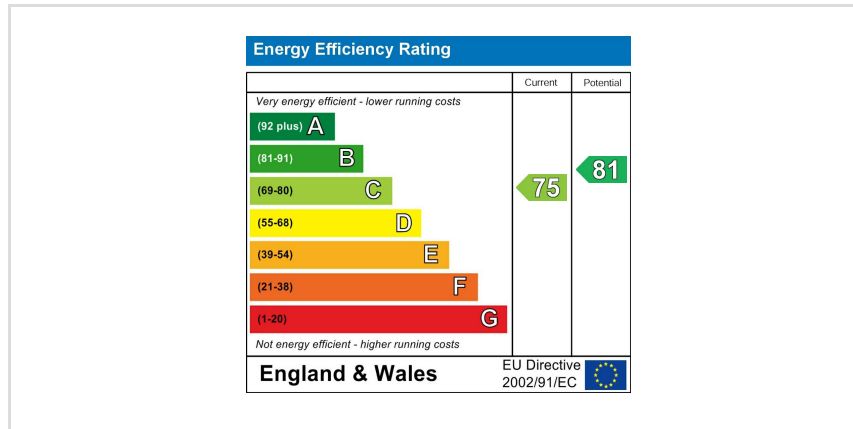 Energy Efficiency Rating
Current Potential
Very energy efficient - lower running costs
(92 plus) A
(81-91) B
81
(69-80) C
75
(55-68) D
(39-54) E
(21-38) F
(1-20) G
Not energy efficient - higher running costs
England & Wales
EU Directive
2002/91/EC